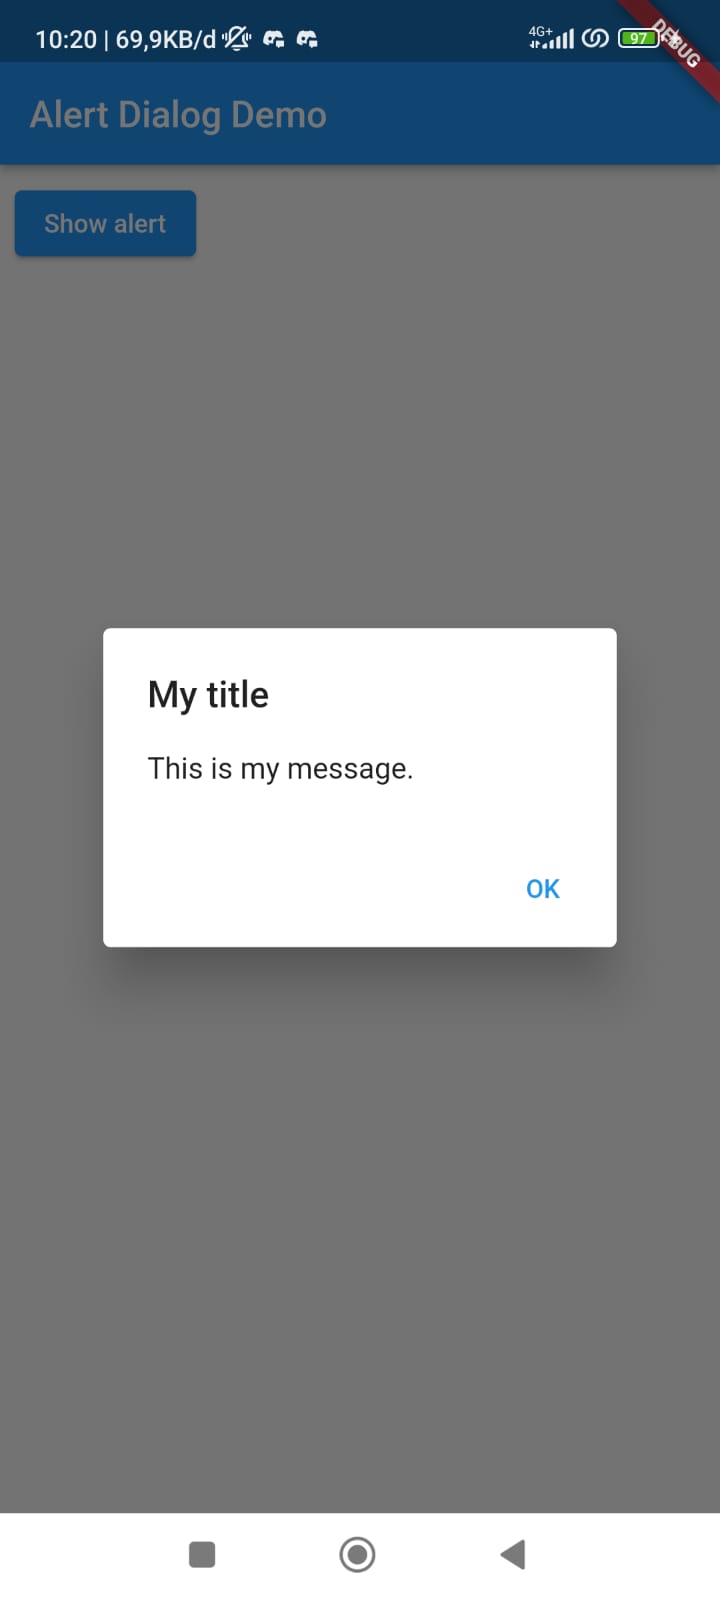 10:20 | 69,9KB/d
4G+
97
DEBUG
Alert Dialog Demo
Show alert
My title
This is my message.
OK